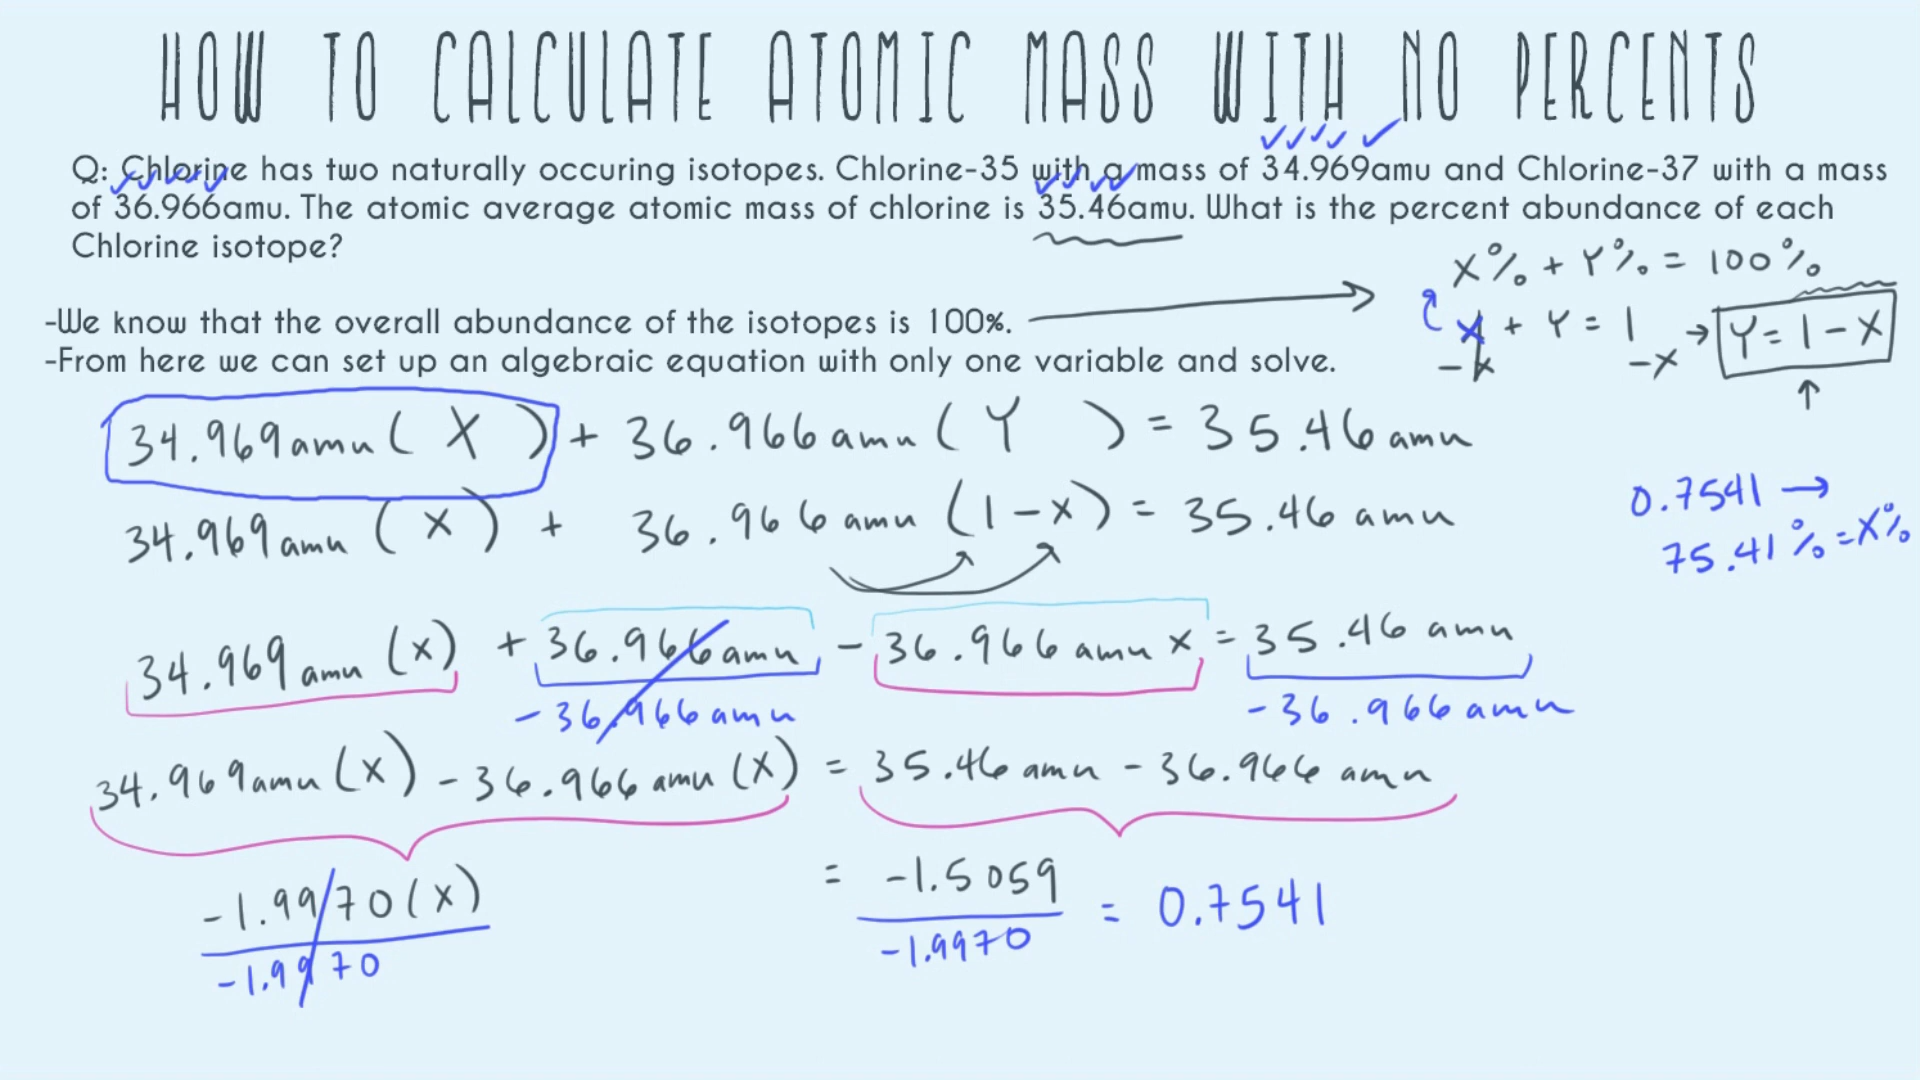 HOW TO CALCULATE ATOMIC MASS WITH NO PERCENTS
Q: Chlorine has two naturally occuring isotopes. Chlorine-35 with a mass of 34.969amu and Chlorine-37 with a mass
of 36.966amu. The atomic average atomic mass of chlorine is 35.46amu. What is the percent abundance of each
Chlorine isotope?
X% + Y% = 100%
-We know that the overall abundance of the isotopes is 100%.
X + Y = 1 → Y = 1 - X
-X -X
-From here we can set up an algebraic equation with only one variable and solve.
34.969amu ( X ) + 36.966amu ( Y ) = 35.46 amu
34.969amu ( X ) + 36.966 amu (1-X) = 35.46 amu
0.7541 →
75.41% = X%
34.969 amu (X) + 36.966amu - 36.966 amu X = 35.46 amu
-36.966amu -36.966amu
34.969amu (X) - 36.966 amu (X) = 35.46 amu - 36.966 amu
-1.9970(X) = -1.5059 = 0.7541
-1.9970 -1.9970